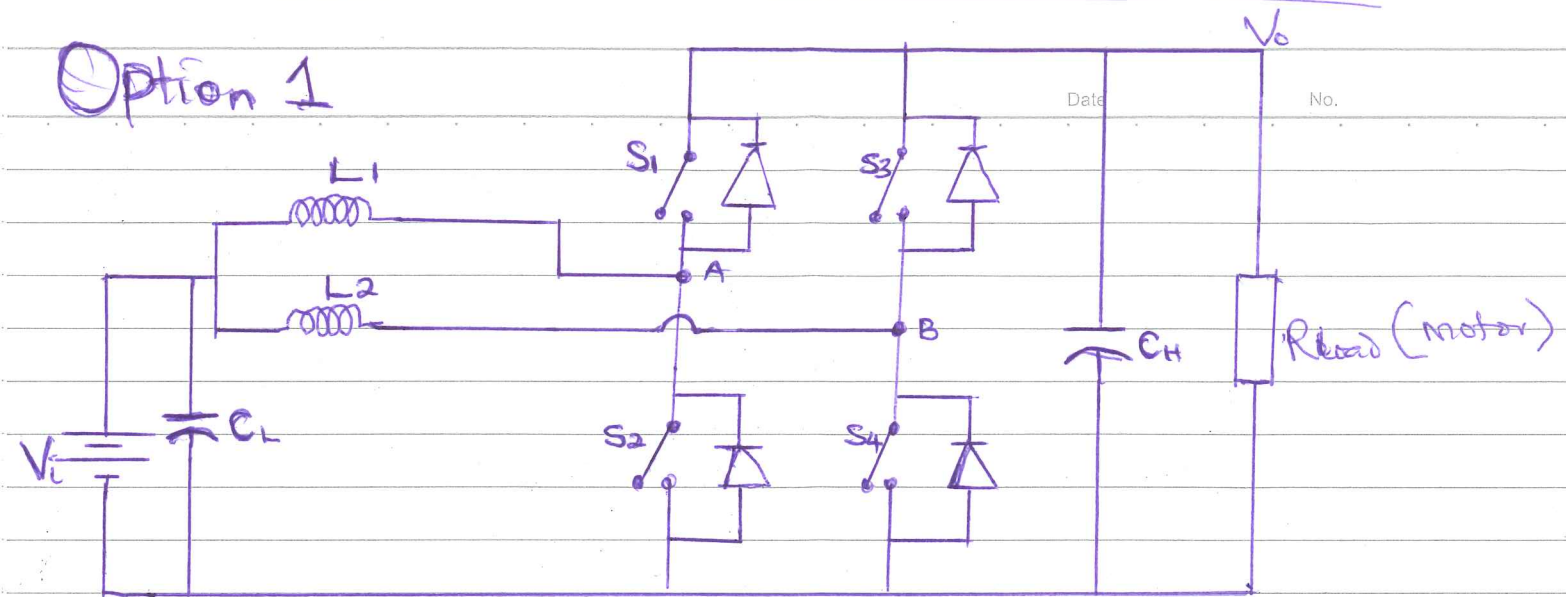 Vo
Option 1
Date
No.
S1
S3
L1
A
L2
B
CH
Rload (motor)
CL
S2
S4
Vi